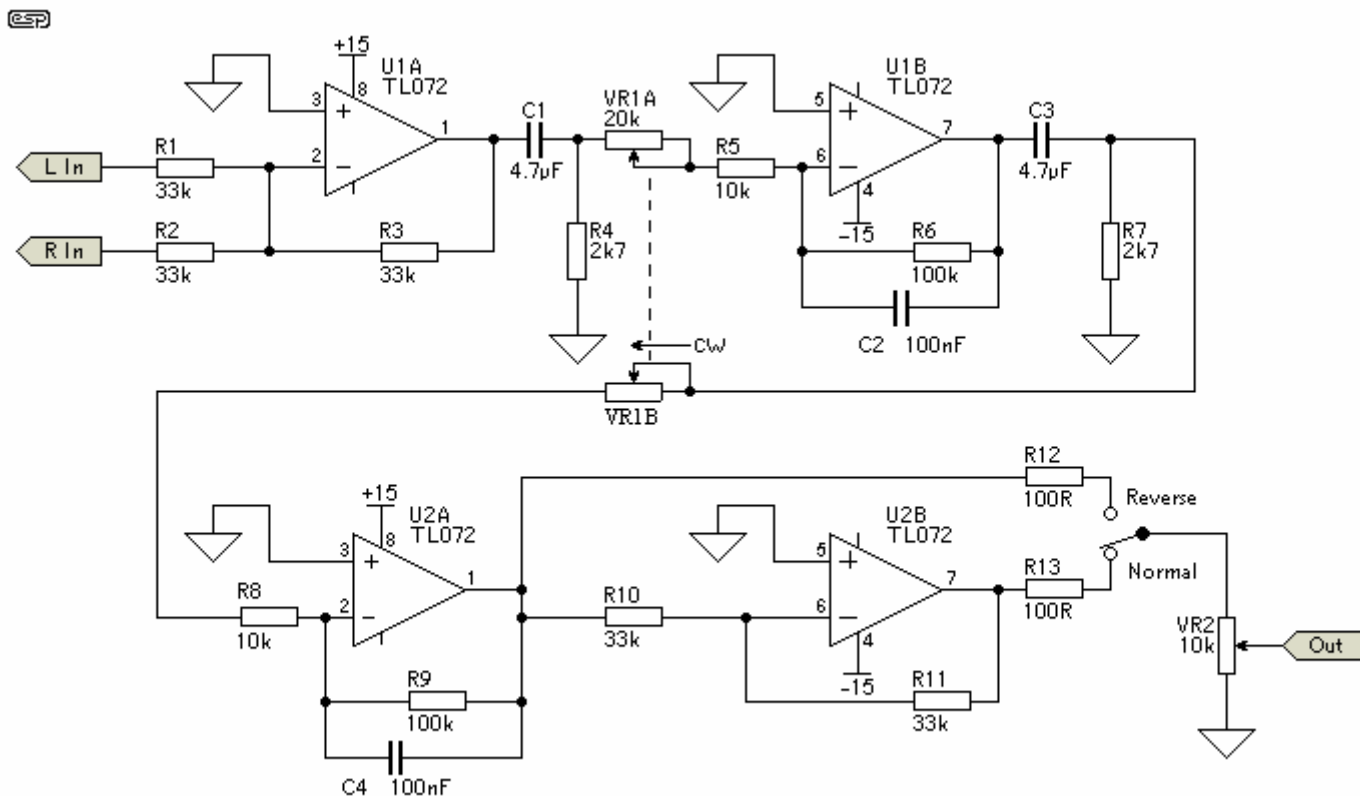 esp
+15
U1A
TL072
3
8
+
1
2
−
L In
R1
33k
R In
R2
33k
R3
33k
C1
4.7µF
VR1A
20k
R4
2k7
R5
10k
U1B
TL072
5
+
7
6
−
4
-15
R6
100k
C2 100nF
C3
4.7µF
R7
2k7
CW
VR1B
+15
U2A
TL072
3
8
+
1
2
−
R8
10k
R9
100k
C4 100nF
R10
33k
U2B
TL072
5
+
7
6
−
4
-15
R11
33k
R12
100R
Reverse
R13
100R
Normal
VR2
10k
Out